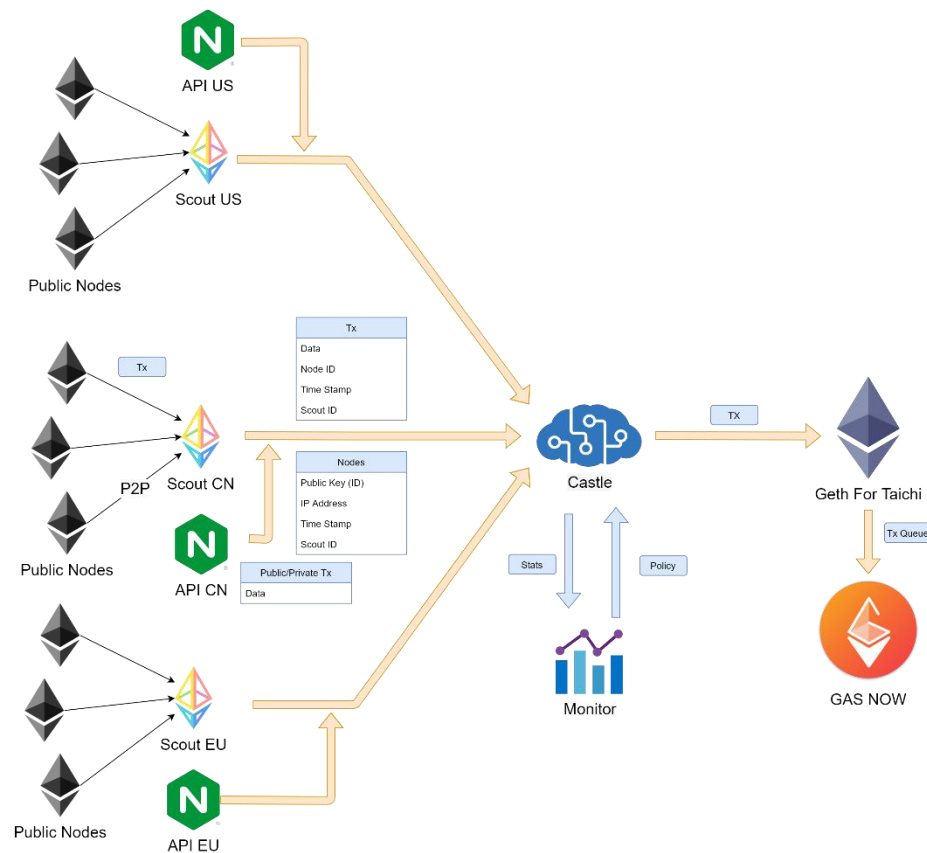 N
API US
Scout US
Public Nodes
Tx
Tx
Data
Node ID
Time Stamp
Scout ID
TX
P2P
Scout CN
Castle
Geth For Taichi
Nodes
Public Key (ID)
IP Address
Time Stamp
Scout ID
N
Public Nodes
API CN
Public/Private Tx
Data
Stats
Policy
Tx Queue
Scout EU
Monitor
GAS NOW
N
Public Nodes
API EU